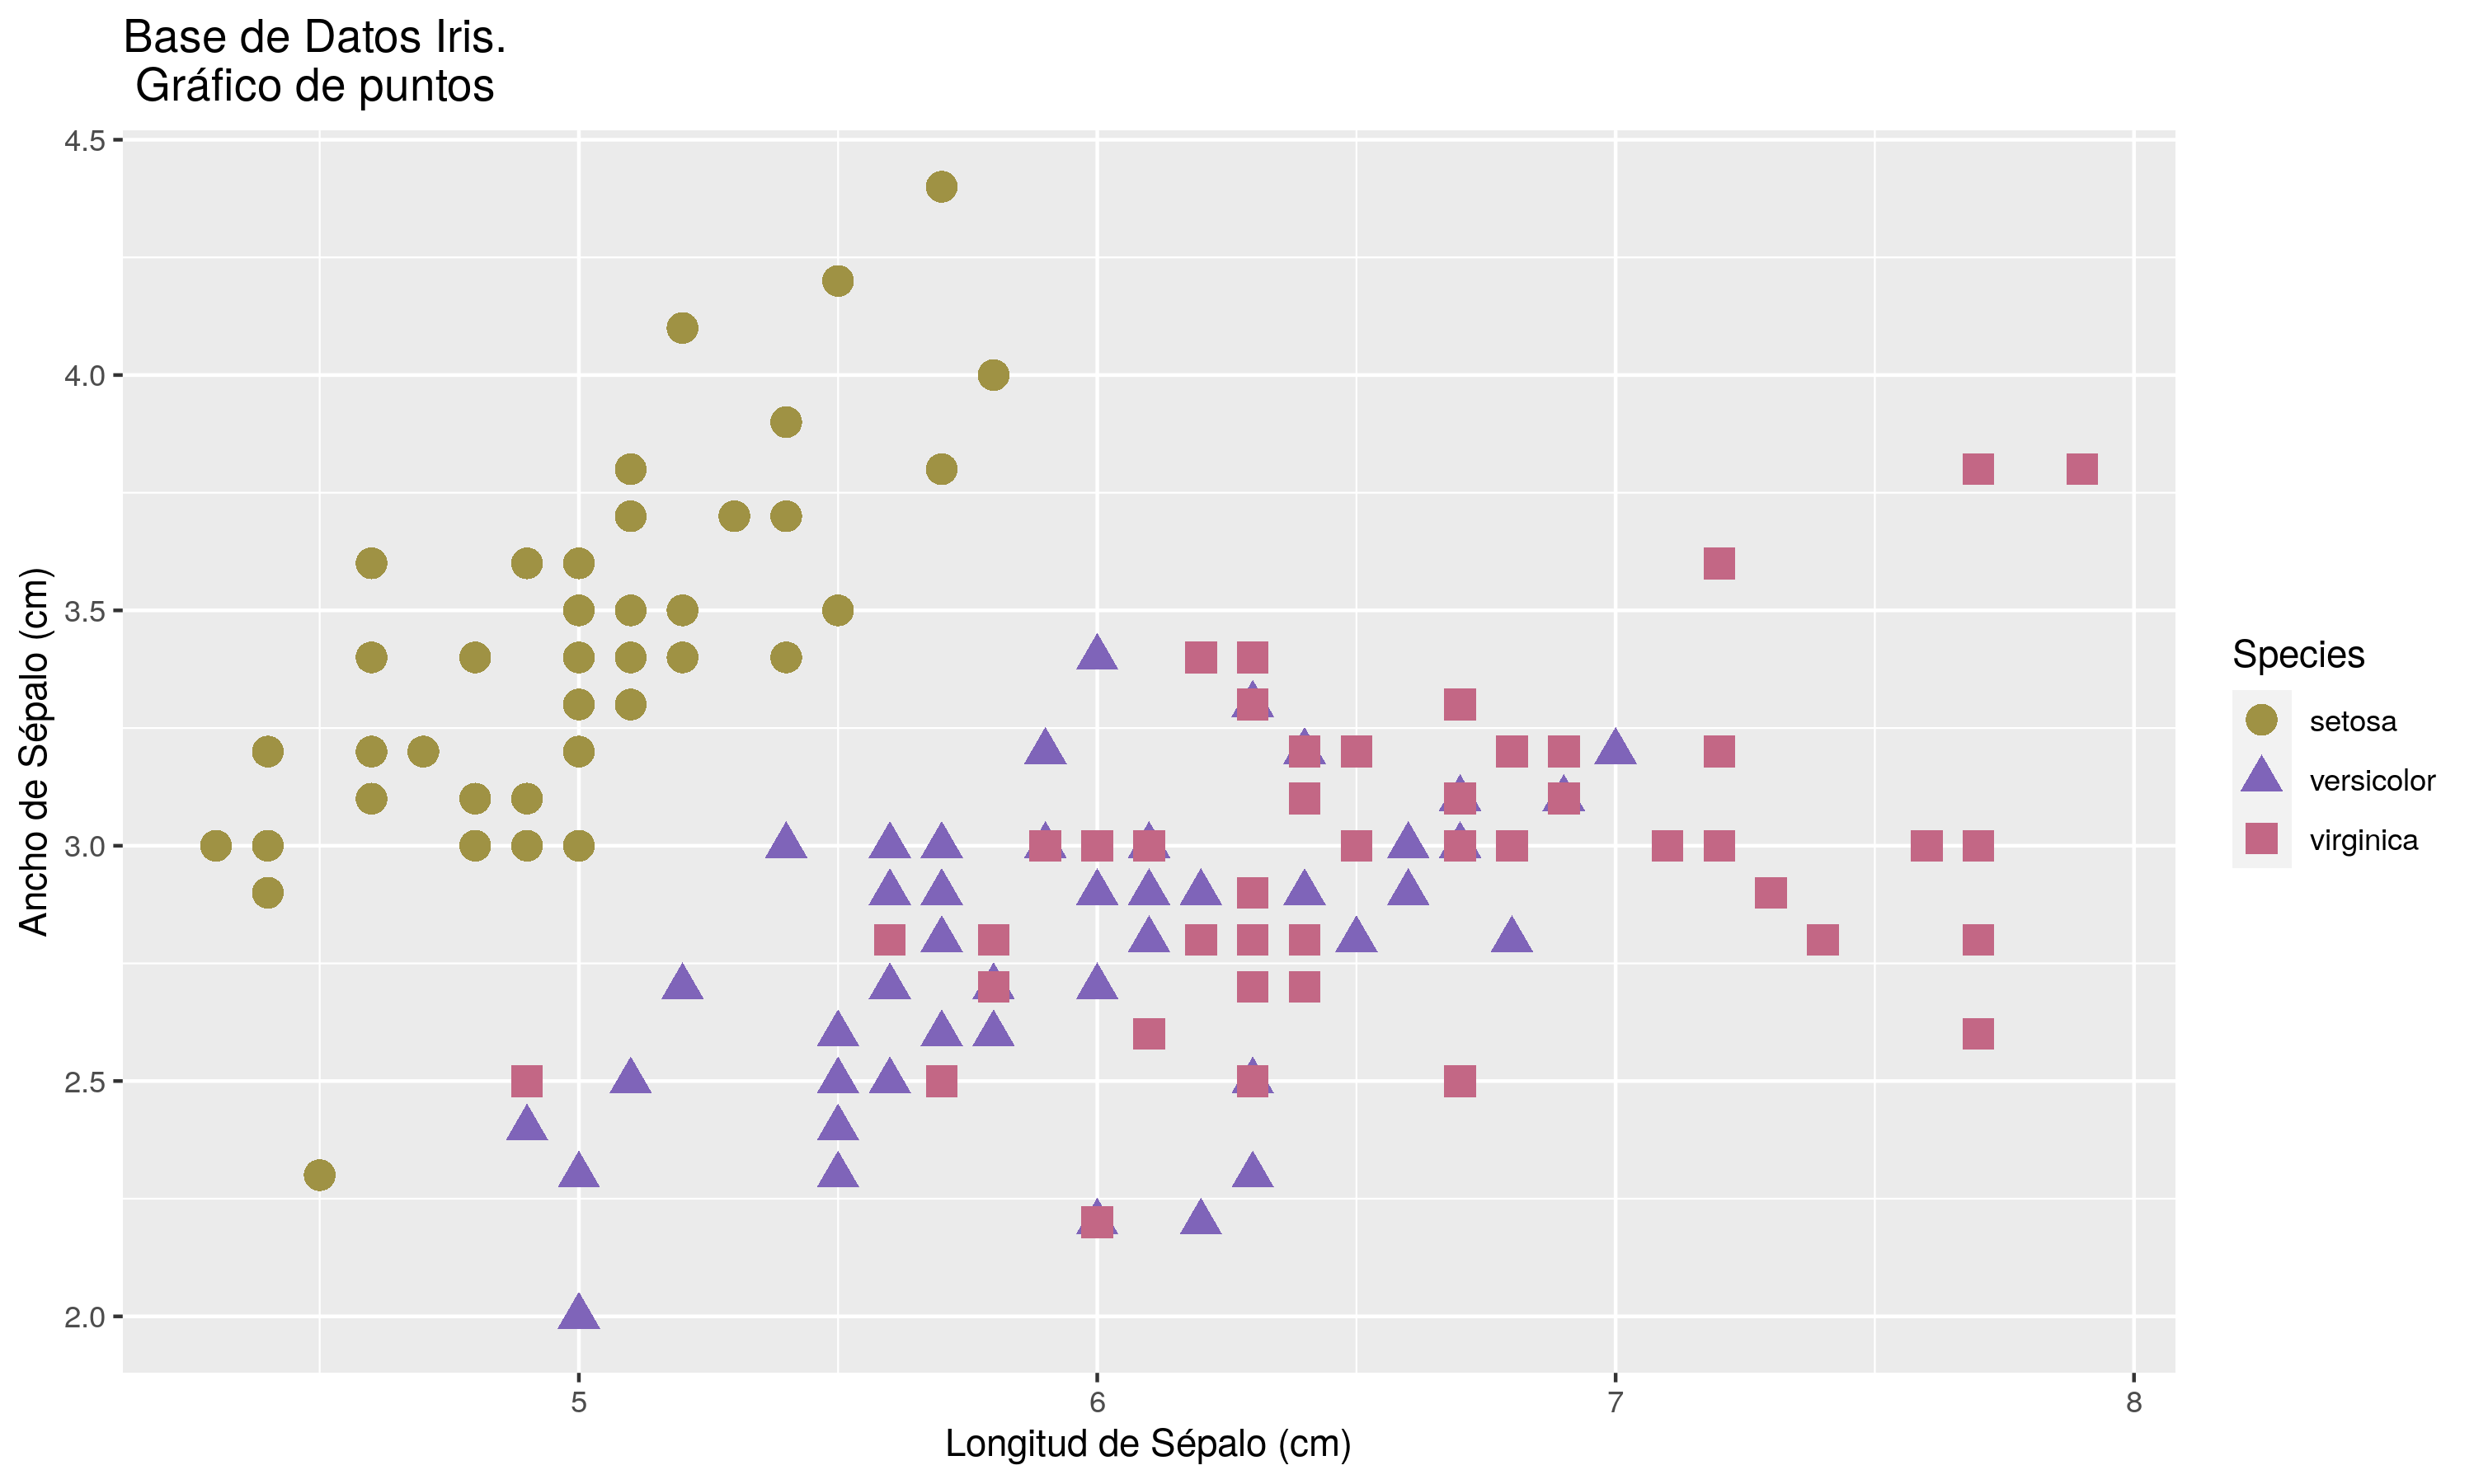 Base de Datos Iris.
Gráfico de puntos
4.5
4.0
3.5
3.0
2.5
2.0
Ancho de Sépalo (cm)
5
6
7
8
Longitud de Sépalo (cm)
Species
setosa
versicolor
virginica